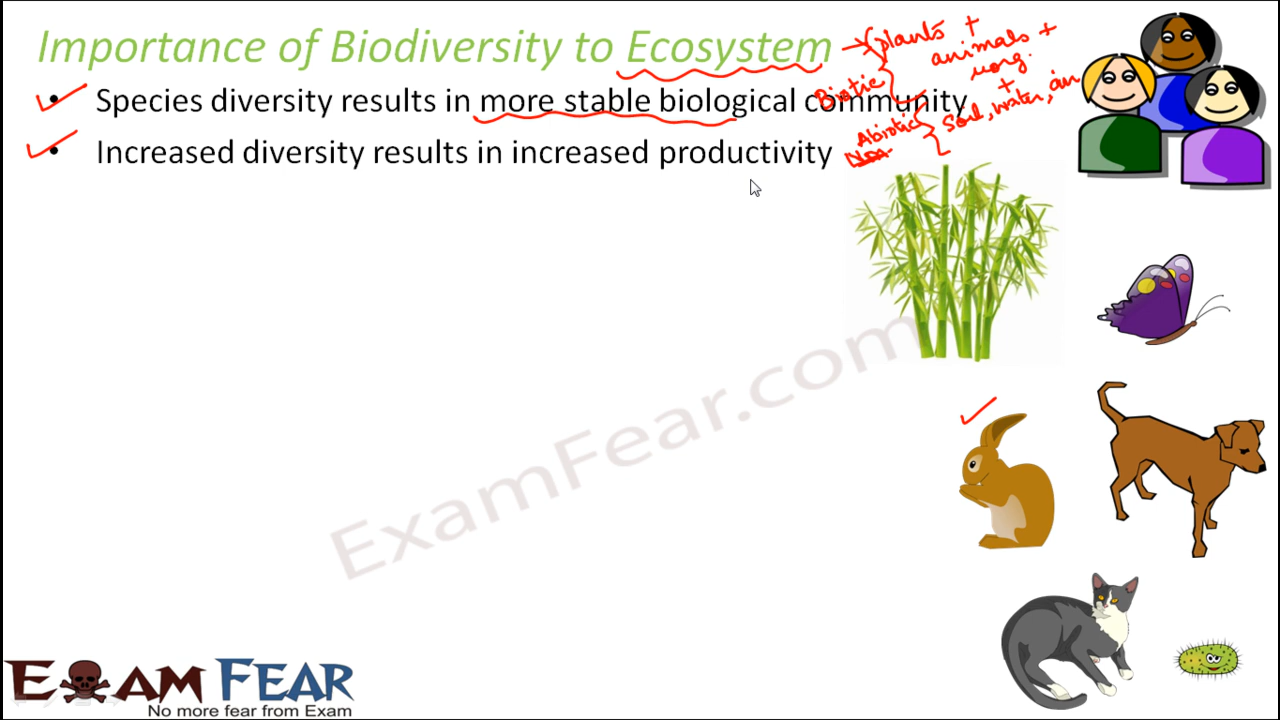 Importance of Biodiversity to Ecosystem
→ plants +
animals +
+
Biotic
• Species diversity results in more stable biological community
soil, water, air
Abiotic
• Increased diversity results in increased productivity
ExamFear.com
EXAM FEAR
No more fear from Exam